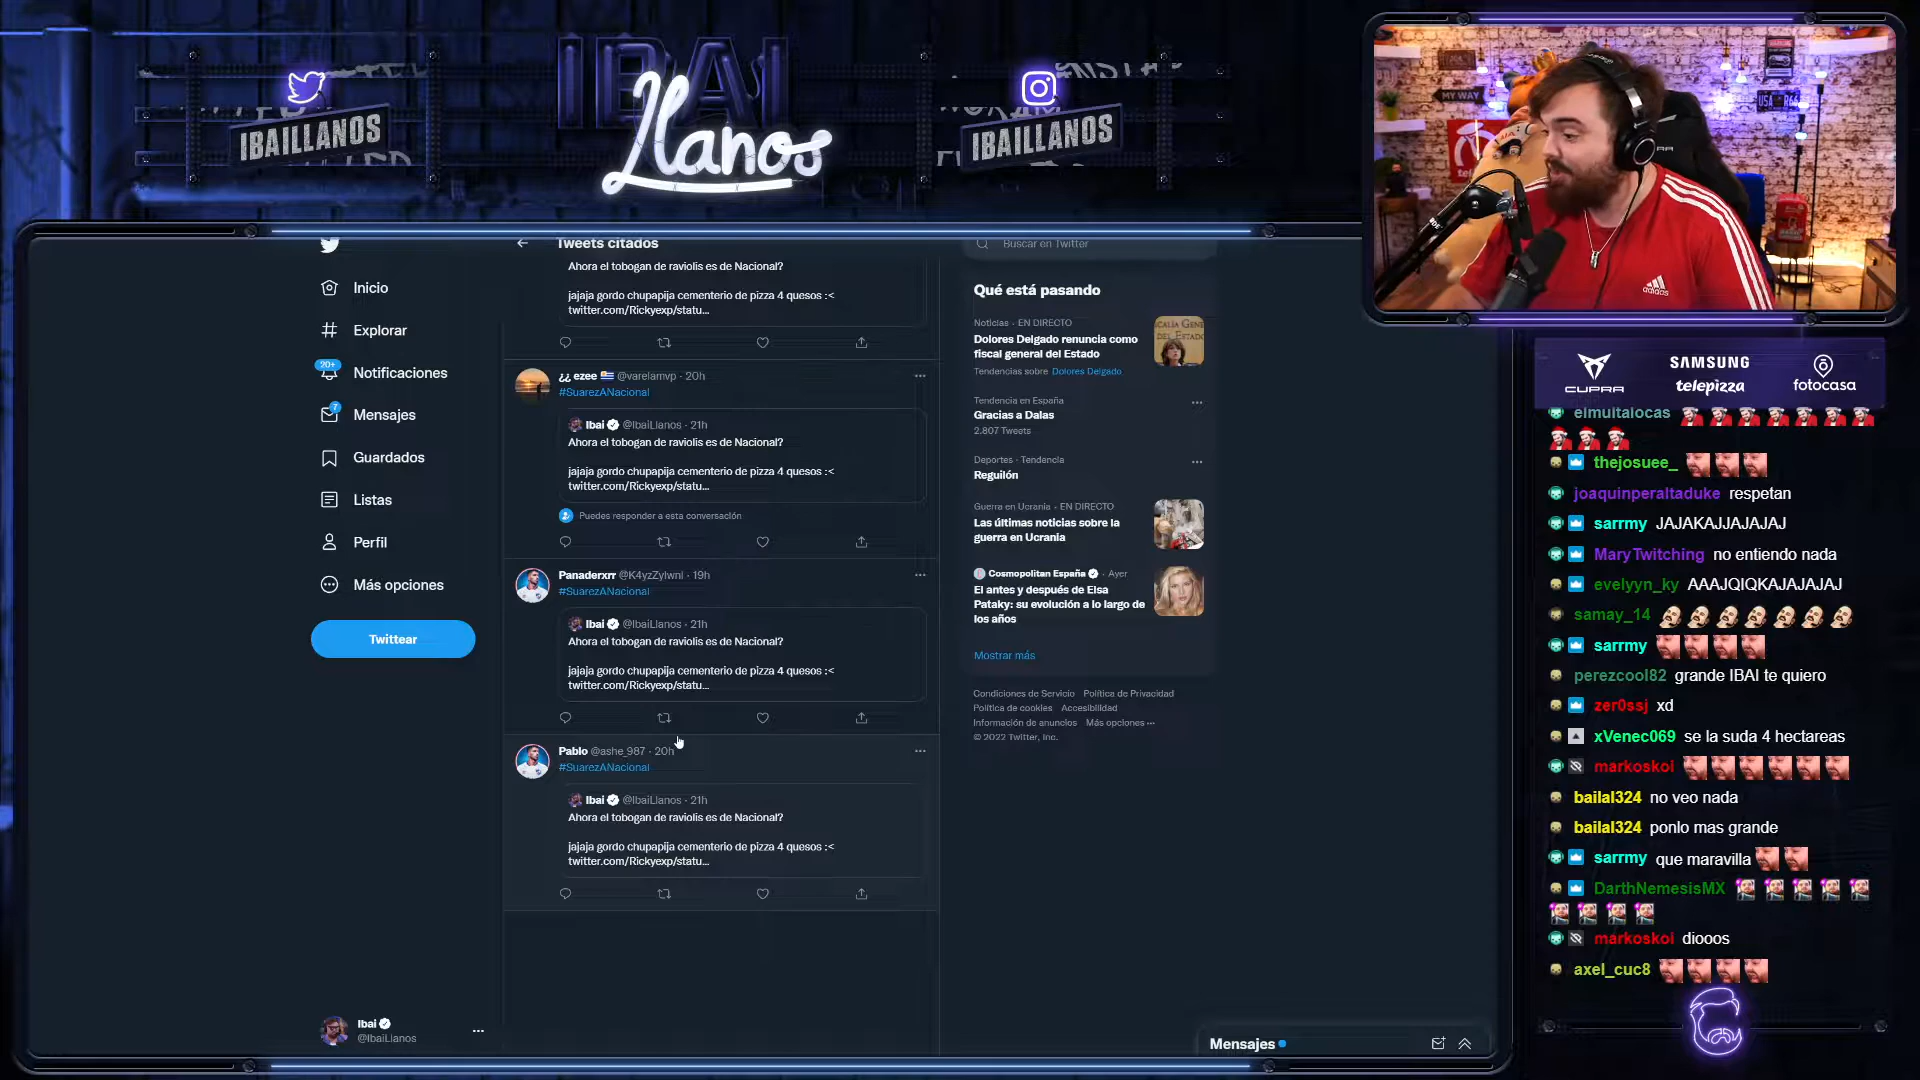 IBAI
Llanos
IBAILLANOS
IBAILLANOS
MY WAY
adidas
Tweets citados
Ahora el tobogan de raviolis es de Nacional?
jajaja gordo chupapija cementerio de pizza 4 quesos :<
twitter.com/Rickyexp/statu...
¿¿ ezee 🇺🇾 @varelamvp · 20h
#SuarezANacional
Ibai @IbaiLlanos · 21h
Ahora el tobogan de raviolis es de Nacional?
jajaja gordo chupapija cementerio de pizza 4 quesos :<
twitter.com/Rickyexp/statu...
Puedes responder a esta conversación
Panaderxrr @K4yzZylwni · 19h
#SuarezANacional
Ibai @IbaiLlanos · 21h
Ahora el tobogan de raviolis es de Nacional?
jajaja gordo chupapija cementerio de pizza 4 quesos :<
twitter.com/Rickyexp/statu...
Pablo @ashe_987 · 20h
#SuarezANacional
Ibai @IbaiLlanos · 21h
Ahora el tobogan de raviolis es de Nacional?
jajaja gordo chupapija cementerio de pizza 4 quesos :<
twitter.com/Rickyexp/statu...
Inicio
Explorar
20+
Notificaciones
7
Mensajes
Guardados
Listas
Perfil
Más opciones
Twittear
Ibai
@IbaiLlanos
Buscar en Twitter
Qué está pasando
Noticias · EN DIRECTO
Dolores Delgado renuncia como
fiscal general del Estado
Tendencias sobre Dolores Delgado
Tendencia en España
Gracias a Dalas
2.807 Tweets
Deportes · Tendencia
Reguilón
Guerra en Ucrania · EN DIRECTO
Las últimas noticias sobre la
guerra en Ucrania
Cosmopolitan España · Ayer
El antes y después de Elsa
Pataky: su evolución a lo largo de
los años
Mostrar más
Condiciones de Servicio Política de Privacidad
Política de cookies Accesibilidad
Información de anuncios Más opciones ···
© 2022 Twitter, Inc.
Mensajes
CUPRA
SAMSUNG
telepizza
fotocasa
elmuitalocas
thejosuee_
joaquinperaltaduke respetan
sarrmy JAJAKAJJAJAJAJ
MaryTwitching no entiendo nada
evelyyn_ky AAAJQIQKAJAJAJAJ
samay_14
sarrmy
perezcool82 grande IBAI te quiero
zer0ssj xd
xVenec069 se la suda 4 hectareas
markoskoi
bailal324 no veo nada
bailal324 ponlo mas grande
sarrmy que maravilla
DarthNemesisMX
markoskoi diooos
axel_cuc8